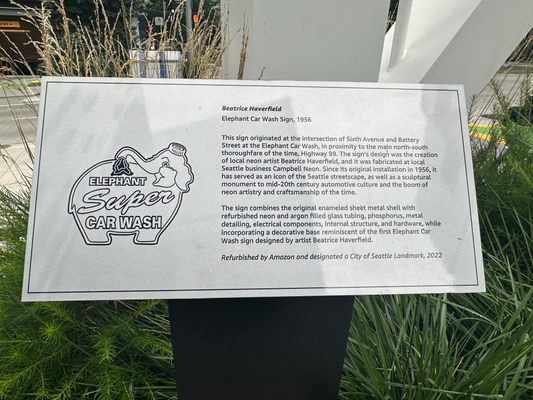 Beatrice Haverfield
Elephant Car Wash Sign, 1956
This sign originated at the intersection of Sixth Avenue and Battery
Street at the Elephant Car Wash, in proximity to the main north-south
thoroughfare of the time, Highway 99. The sign's design was the creation
of local neon artist Beatrice Haverfield, and it was fabricated at local
Seattle business Campbell Neon. Since its original installation in 1956, it
has served as an icon of the Seattle streetscape, as well as a sculptural
monument to mid-20th century automotive culture and the boom of
neon artistry and craftsmanship of the time.
The sign combines the original enameled sheet metal shell with
refurbished neon and argon filled glass tubing, phosphorus, metal
detailing, electrical components, internal structure, and hardware, while
incorporating a decorative base reminiscent of the first Elephant Car
Wash sign designed by artist Beatrice Haverfield.
Refurbished by Amazon and designated a City of Seattle Landmark, 2022
ELEPHANT
Super
CAR WASH